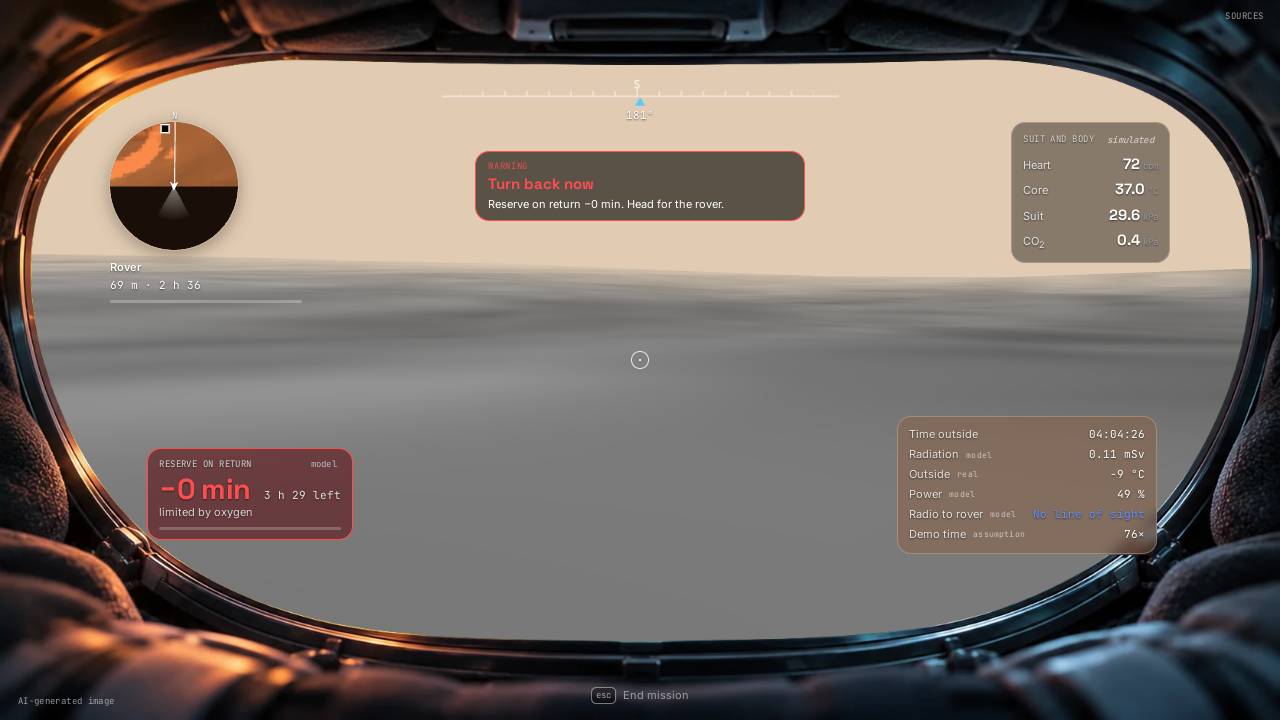 SOURCES
S
181°
N
WARNING
Turn back now
Reserve on return −0 min. Head for the rover.
SUIT AND BODY simulated
Heart 72 bpm
Core 37.0 °C
Suit 29.6 kPa
CO2 0.4 kPa
Rover
69 m · 2 h 36
RESERVE ON RETURN model
−0 min 3 h 29 left
limited by oxygen
Time outside 04:04:26
Radiation model 0.11 mSv
Outside real -9 °C
Power model 49 %
Radio to rover model No line of sight
Demo time assumption 76×
esc End mission
AI-generated image